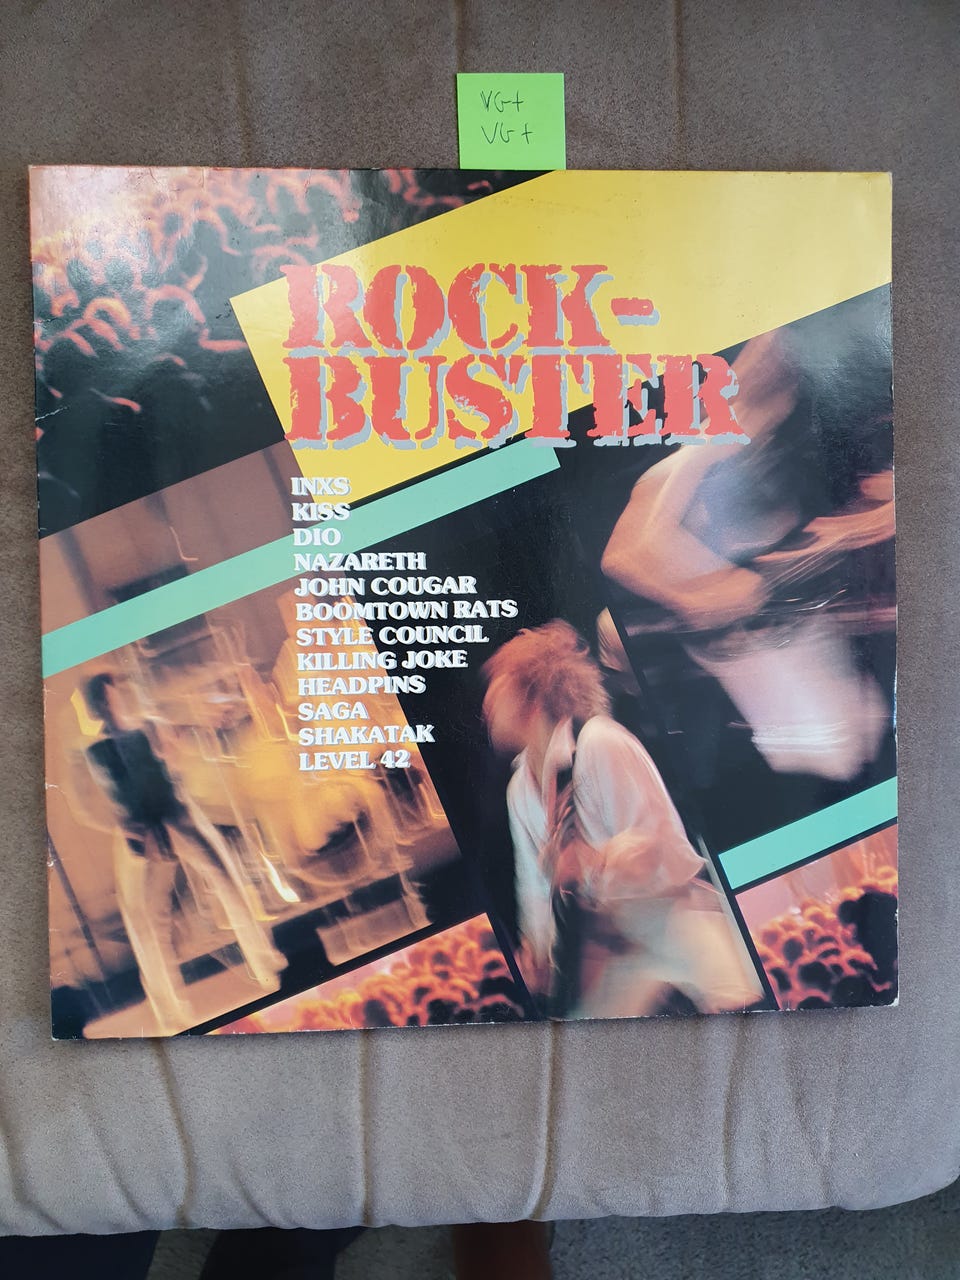 VG+
VG+
ROCK-
BUSTER
INXS
KISS
DIO
NAZARETH
JOHN COUGAR
BOOMTOWN RATS
STYLE COUNCIL
KILLING JOKE
HEADPINS
SAGA
SHAKATAK
LEVEL 42